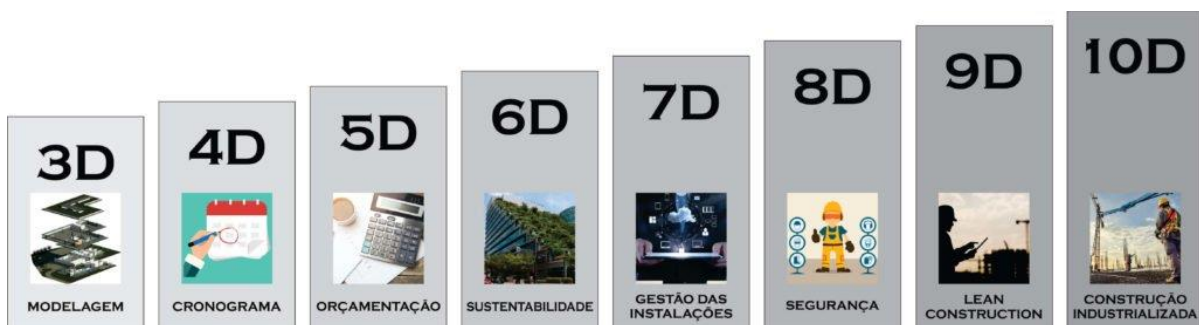 3D
MODELAGEM
4D
CRONOGRAMA
5D
ORÇAMENTAÇÃO
6D
SUSTENTABILIDADE
7D
GESTÃO DAS
INSTALAÇÕES
8D
SEGURANÇA
9D
LEAN
CONSTRUCTION
10D
CONSTRUÇÃO
INDUSTRIALIZADA